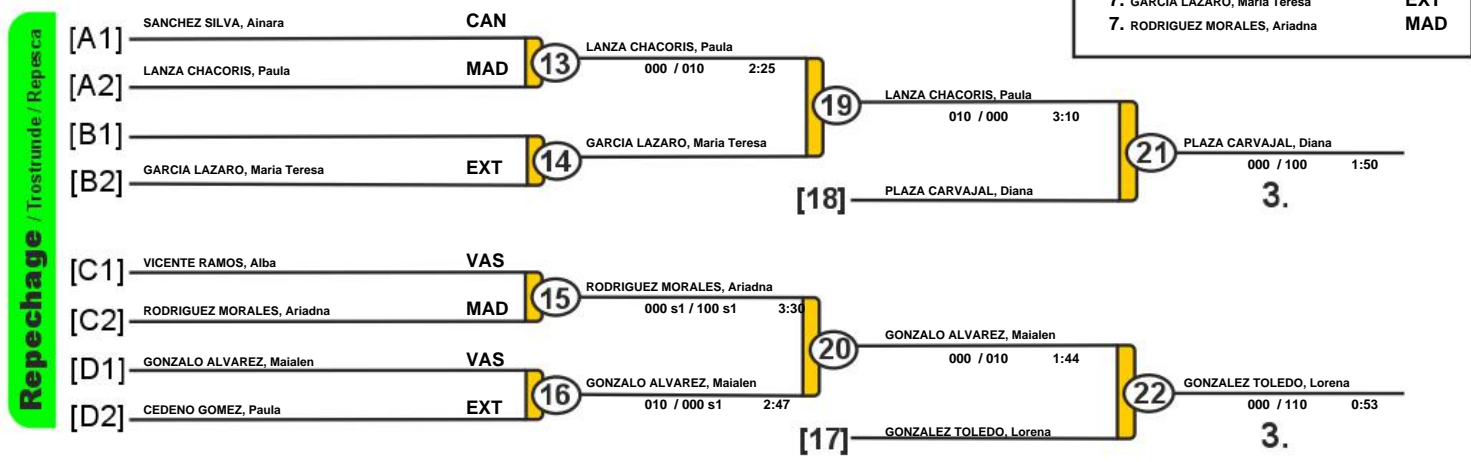 7. GARCIA LAZARO, Maria Teresa EXT
7. RODRIGUEZ MORALES, Ariadna MAD
Repechage / Trostrunde / Repesca
[A1] SANCHEZ SILVA, Ainara CAN
[A2] LANZA CHACORIS, Paula MAD
13 LANZA CHACORIS, Paula
000 / 010 2:25
[B1]
[B2] GARCIA LAZARO, Maria Teresa EXT
14 GARCIA LAZARO, Maria Teresa
19 LANZA CHACORIS, Paula
010 / 000 3:10
[18] PLAZA CARVAJAL, Diana
21 PLAZA CARVAJAL, Diana
000 / 100 1:50
3.
[C1] VICENTE RAMOS, Alba VAS
[C2] RODRIGUEZ MORALES, Ariadna MAD
15 RODRIGUEZ MORALES, Ariadna
000 s1 / 100 s1 3:30
[D1] GONZALO ALVAREZ, Maialen VAS
[D2] CEDENO GOMEZ, Paula EXT
16 GONZALO ALVAREZ, Maialen
010 / 000 s1 2:47
20 GONZALO ALVAREZ, Maialen
000 / 010 1:44
[17] GONZALEZ TOLEDO, Lorena
22 GONZALEZ TOLEDO, Lorena
000 / 110 0:53
3.